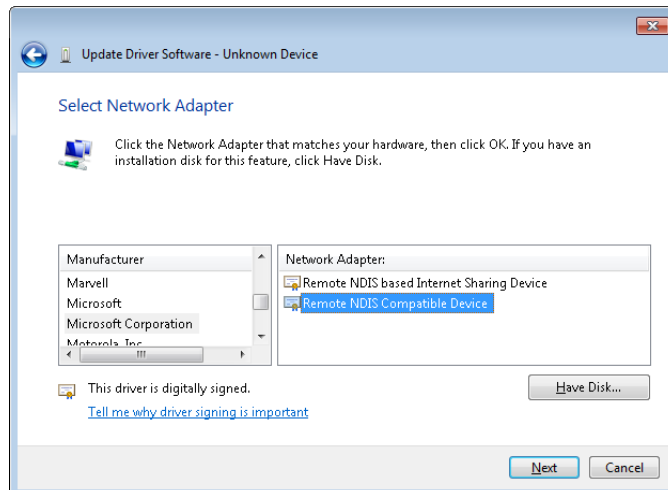 Update Driver Software - Unknown Device
Select Network Adapter
Click the Network Adapter that matches your hardware, then click OK. If you have an
installation disk for this feature, click Have Disk.
Manufacturer
Marvell
Microsoft
Microsoft Corporation
Motorola, Inc.
Network Adapter:
Remote NDIS based Internet Sharing Device
Remote NDIS Compatible Device
This driver is digitally signed.
Tell me why driver signing is important
Have Disk...
Next
Cancel